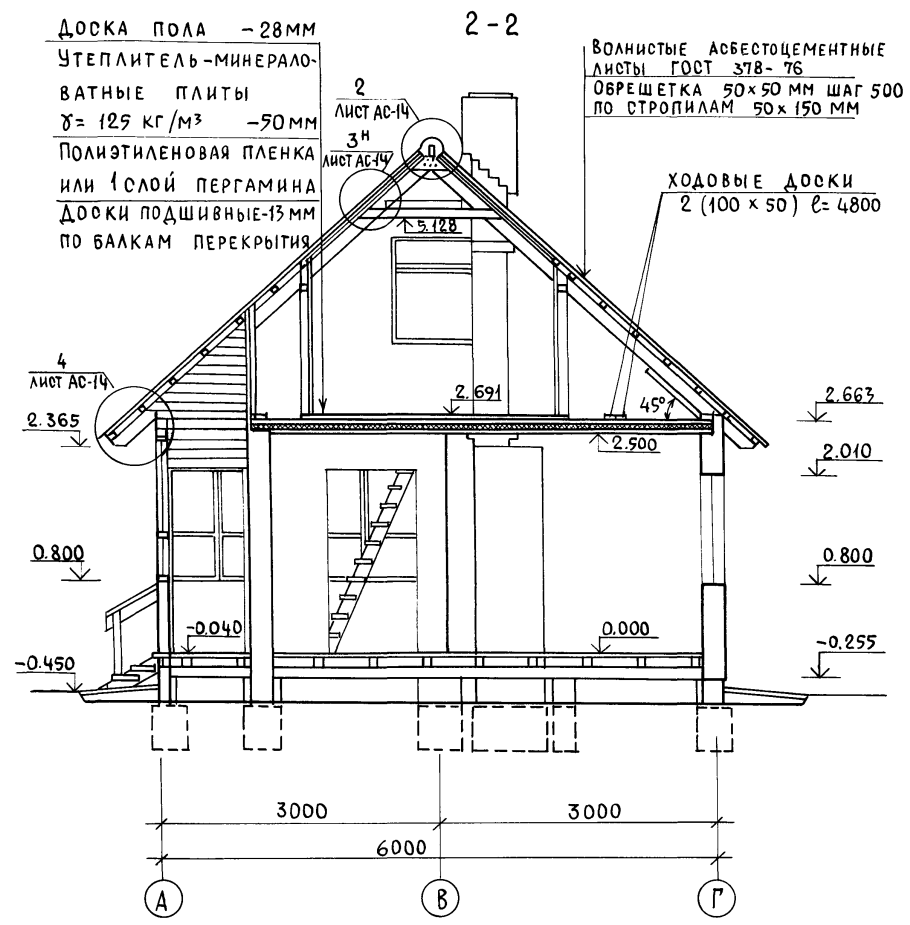 2-2
ДОСКА ПОЛА -28ММ
УТЕПЛИТЕЛЬ-МИНЕРАЛО-
ВАТНЫЕ ПЛИТЫ
γ= 125 КГ/М³ -50ММ
ПОЛИЭТИЛЕНОВАЯ ПЛЕНКА
ИЛИ 1 СЛОЙ ПЕРГАМИНА
ДОСКИ ПОДШИВНЫЕ-13 ММ
ПО БАЛКАМ ПЕРЕКРЫТИЯ
2
ЛИСТ АС-14
3Н
ЛИСТ АС-14
ВОЛНИСТЫЕ АСБЕСТОЦЕМЕНТНЫЕ
ЛИСТЫ ГОСТ 378-76
ОБРЕШЕТКА 50×50 ММ ШАГ 500
ПО СТРОПИЛАМ 50×150 ММ
ХОДОВЫЕ ДОСКИ
2 (100 × 50) ℓ= 4800
5.128
4
ЛИСТ АС-14
2.365
2.691
45°
2.663
2.500
2.010
0.800
0.800
-0.040
0.000
-0.255
-0.450
3000
3000
6000
А
В
Г